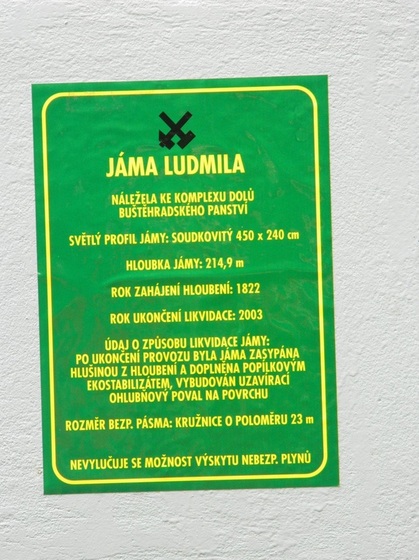 JÁMA LUDMILA
NÁLEŽELA KE KOMPLEXU DOLŮ
BUŠTĚHRADSKÉHO PANSTVÍ
SVĚTLÝ PROFIL JÁMY: SOUDKOVITÝ 450 x 240 cm
HLOUBKA JÁMY: 214,9 m
ROK ZAHÁJENÍ HLOUBENÍ: 1822
ROK UKONČENÍ LIKVIDACE: 2003
ÚDAJ O ZPŮSOBU LIKVIDACE JÁMY:
PO UKONČENÍ PROVOZU BYLA JÁMA ZASYPÁNA
HLUŠINOU Z HLOUBENÍ A DOPLNĚNA POPÍLKOVÝM
EKOSTABILIZÁTEM, VYBUDOVÁN UZAVÍRACÍ
OHLUBŇOVÝ POVAL NA POVRCHU
ROZMĚR BEZP. PÁSMA: KRUŽNICE O POLOMĚRU 23 m
NEVYLUČUJE SE MOŽNOST VÝSKYTU NEBEZP. PLYNŮ